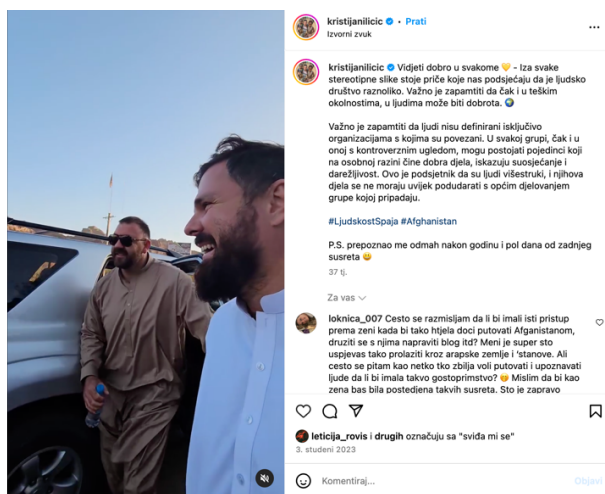 kristijanilicic • Prati
Izvorni zvuk
kristijanilicic Vidjeti dobro u svakome 💛 - Iza svake
stereotipne slike stoje priče koje nas podsjećaju da je ljudsko
društvo raznoliko. Važno je zapamtiti da čak i u teškim
okolnostima, u ljudima može biti dobrota. 🌍
Važno je zapamtiti da ljudi nisu definirani isključivo
organizacijama s kojima su povezani. U svakoj grupi, čak i u
onoj s kontroverznim ugledom, mogu postojati pojedinci koji
na osobnoj razini čine dobra djela, iskazuju suosjećanje i
darežljivost. Ovo je podsjetnik da su ljudi višestruki, i njihova
djela se ne moraju uvijek podudarati s općim djelovanjem
grupe kojoj pripadaju.
#LjudskostSpaja #Afghanistan
P.S. prepoznao me odmah nakon godinu i pol dana od zadnjeg
susreta 😀
37 tj.
Za vas
loknica_007 Cesto se razmisljam da li bi imali isti pristup
prema zeni kada bi tako htjela doci putovati Afganistanom,
druziti se s njima napraviti blog itd? Meni je super sto
uspjevas tako prolaziti kroz arapske zemlje i 'stanove. Ali
cesto se pitam kao netko tko zbilja voli putovati i upoznavati
ljude da li bi imala takvo gostoprimstvo? 🤭 Mislim da bi kao
zena bas bila postedjena takvih susreta. Sto je zapravo
leticija_rovis i drugih označuju sa "sviđa mi se"
3. studeni 2023
Komentiraj...
Objavi